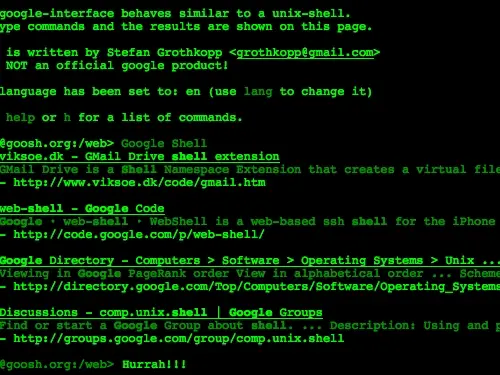 google-interface behaves similar to a unix-shell.
ype commands and the results are shown on this page.
is written by Stefan Grothkopp <grothkopp@gmail.com>
NOT an official google product!
language has been set to: en (use lang to change it)
help or h for a list of commands.
@goosh.org:/web> Google Shell
viksoe.dk - GMail Drive shell extension
GMail Drive is a Shell Namespace Extension that creates a virtual file
- http://www.viksoe.dk/code/gmail.htm
web-shell - Google Code
Google · web-shell · WebShell is a web-based ssh shell for the iPhone
- http://code.google.com/p/web-shell/
Google Directory - Computers > Software > Operating Systems > Unix ...
Viewing in Google PageRank order View in alphabetical order ... Scheme
- http://directory.google.com/Top/Computers/Software/Operating_Systems
Discussions - comp.unix.shell | Google Groups
Find or start a Google Group about shell. ... Description: Using and p
- http://groups.google.com/group/comp.unix.shell
@goosh.org:/web> Hurrah!!!